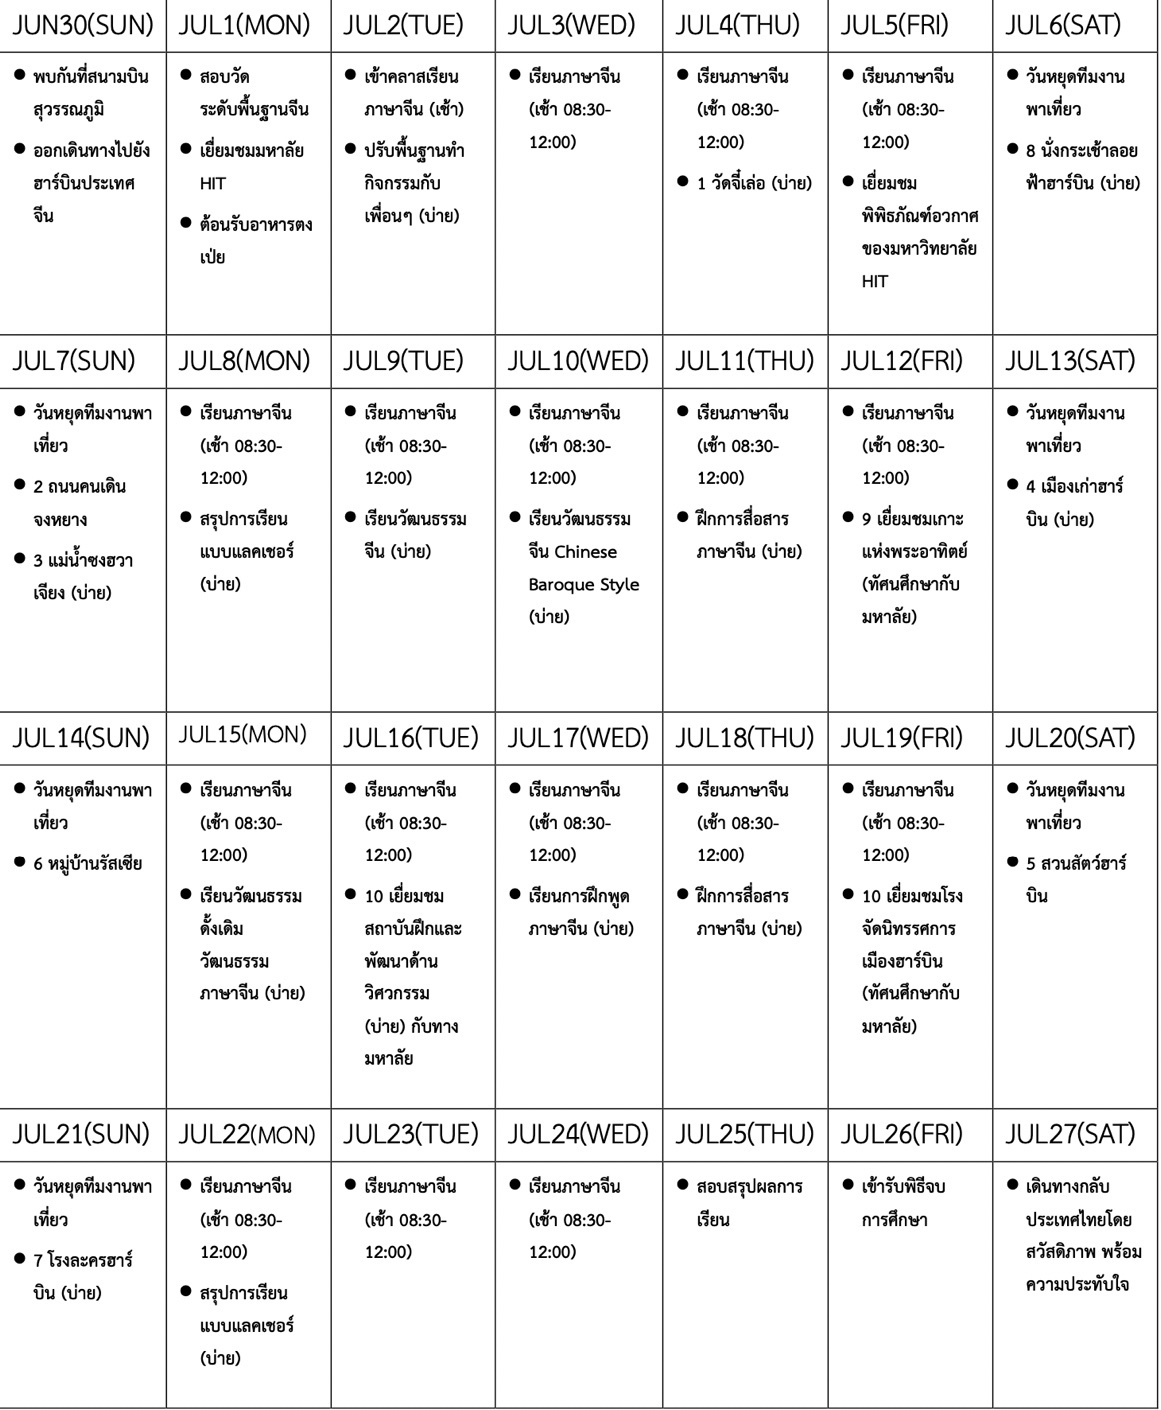 JUN30(SUN)
JUL1(MON)
JUL2(TUE)
JUL3(WED)
JUL4(THU)
JUL5(FRI)
JUL6(SAT)
● พบกันที่สนามบิน
สุวรรณภูมิ
● ออกเดินทางไปยัง
ฮาร์บินประเทศ
จีน
● สอบวัด
ระดับพื้นฐานจีน
● เยี่ยมชมมหาลัย
HIT
● ต้อนรับอาหารตง
เป่ย
● เข้าคลาสเรียน
ภาษาจีน (เช้า)
● ปรับพื้นฐานทำ
กิจกรรมกับ
เพื่อนๆ (บ่าย)
● เรียนภาษาจีน
(เช้า 08:30-
12:00)
● เรียนภาษาจีน
(เช้า 08:30-
12:00)
● 1 วัดจี๋เล่อ (บ่าย)
● เรียนภาษาจีน
(เช้า 08:30-
12:00)
● เยี่ยมชม
พิพิธภัณฑ์อวกาศ
ของมหาวิทยาลัย
HIT
● วันหยุดทีมงาน
พาเที่ยว
● 8 นั่งกระเช้าลอย
ฟ้าฮาร์บิน (บ่าย)
JUL7(SUN)
JUL8(MON)
JUL9(TUE)
JUL10(WED)
JUL11(THU)
JUL12(FRI)
JUL13(SAT)
● วันหยุดทีมงานพา
เที่ยว
● 2 ถนนคนเดิน
จงหยาง
● 3 แม่น้ำซงฮวา
เจียง (บ่าย)
● เรียนภาษาจีน
(เช้า 08:30-
12:00)
● สรุปการเรียน
แบบแลคเชอร์
(บ่าย)
● เรียนภาษาจีน
(เช้า 08:30-
12:00)
● เรียนวัฒนธรรม
จีน (บ่าย)
● เรียนภาษาจีน
(เช้า 08:30-
12:00)
● เรียนวัฒนธรรม
จีน Chinese
Baroque Style
(บ่าย)
● เรียนภาษาจีน
(เช้า 08:30-
12:00)
● ฝึกการสื่อสาร
ภาษาจีน (บ่าย)
● เรียนภาษาจีน
(เช้า 08:30-
12:00)
● 9 เยี่ยมชมเกาะ
แห่งพระอาทิตย์
(ทัศนศึกษากับ
มหาลัย)
● วันหยุดทีมงาน
พาเที่ยว
● 4 เมืองเก่าฮาร์
บิน (บ่าย)
JUL14(SUN)
JUL15(MON)
JUL16(TUE)
JUL17(WED)
JUL18(THU)
JUL19(FRI)
JUL20(SAT)
● วันหยุดทีมงานพา
เที่ยว
● 6 หมู่บ้านรัสเซีย
● เรียนภาษาจีน
(เช้า 08:30-
12:00)
● เรียนวัฒนธรรม
ดั้งเดิม
วัฒนธรรม
ภาษาจีน (บ่าย)
● เรียนภาษาจีน
(เช้า 08:30-
12:00)
● 10 เยี่ยมชม
สถาบันฝึกและ
พัฒนาด้าน
วิศวกรรม
(บ่าย) กับทาง
มหาลัย
● เรียนภาษาจีน
(เช้า 08:30-
12:00)
● เรียนการฝึกพูด
ภาษาจีน (บ่าย)
● เรียนภาษาจีน
(เช้า 08:30-
12:00)
● ฝึกการสื่อสาร
ภาษาจีน (บ่าย)
● เรียนภาษาจีน
(เช้า 08:30-
12:00)
● 10 เยี่ยมชมโรง
จัดนิทรรศการ
เมืองฮาร์บิน
(ทัศนศึกษากับ
มหาลัย)
● วันหยุดทีมงาน
พาเที่ยว
● 5 สวนสัตว์ฮาร์
บิน
JUL21(SUN)
JUL22(MON)
JUL23(TUE)
JUL24(WED)
JUL25(THU)
JUL26(FRI)
JUL27(SAT)
● วันหยุดทีมงานพา
เที่ยว
● 7 โรงละครฮาร์
บิน (บ่าย)
● เรียนภาษาจีน
(เช้า 08:30-
12:00)
● สรุปการเรียน
แบบแลคเชอร์
(บ่าย)
● เรียนภาษาจีน
(เช้า 08:30-
12:00)
● เรียนภาษาจีน
(เช้า 08:30-
12:00)
● สอบสรุปผลการ
เรียน
● เข้ารับพิธีจบ
การศึกษา
● เดินทางกลับ
ประเทศไทยโดย
สวัสดิภาพ พร้อม
ความประทับใจ